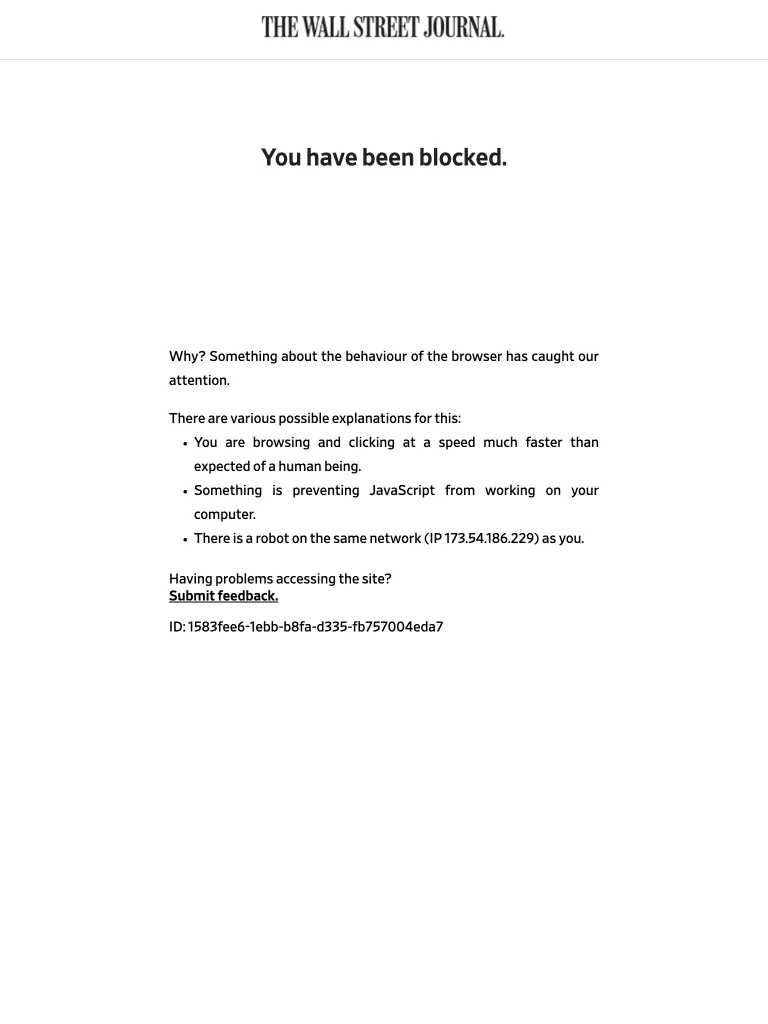 THE WALL STREET JOURNAL.
You have been blocked.
Why? Something about the behaviour of the browser has caught our
attention.
There are various possible explanations for this:
• You are browsing and clicking at a speed much faster than
expected of a human being.
• Something is preventing JavaScript from working on your
computer.
• There is a robot on the same network (IP 173.54.186.229) as you.
Having problems accessing the site?
Submit feedback.
ID: 1583fee6-1ebb-b8fa-d335-fb757004eda7